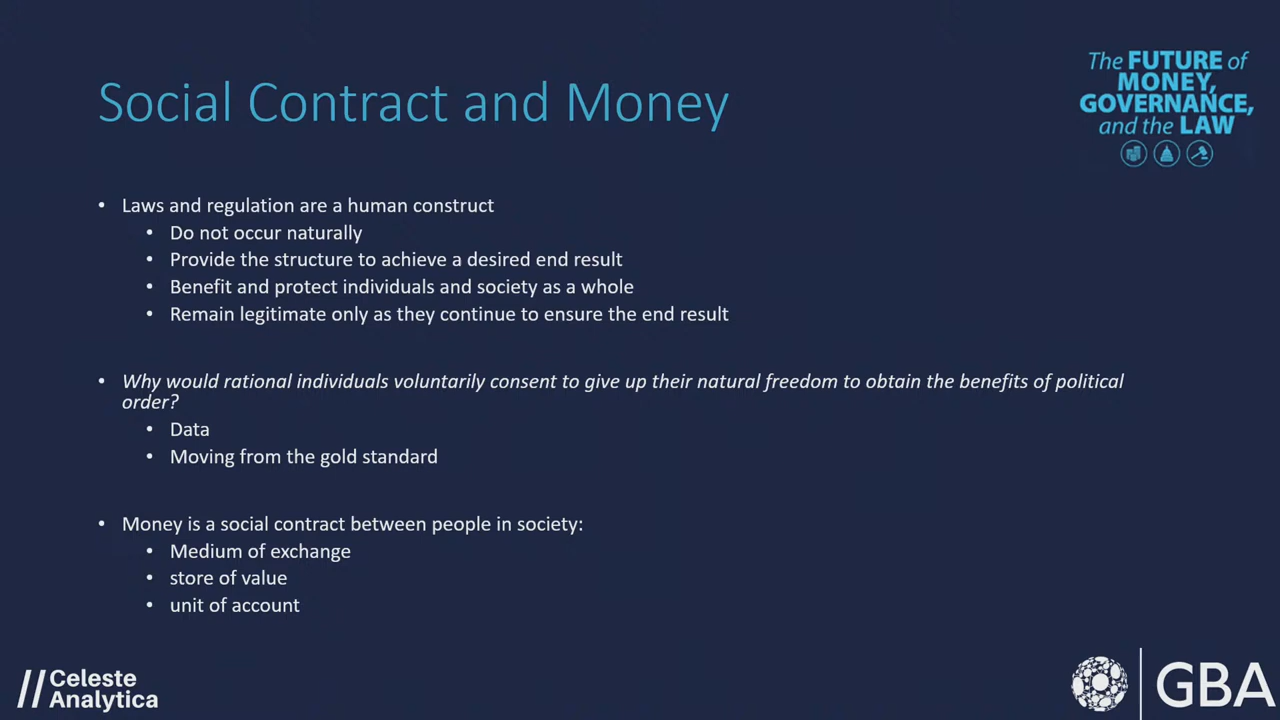 Social Contract and Money
The FUTURE of
MONEY,
GOVERNANCE,
and the LAW
• Laws and regulation are a human construct
• Do not occur naturally
• Provide the structure to achieve a desired end result
• Benefit and protect individuals and society as a whole
• Remain legitimate only as they continue to ensure the end result
• Why would rational individuals voluntarily consent to give up their natural freedom to obtain the benefits of political
order?
• Data
• Moving from the gold standard
• Money is a social contract between people in society:
• Medium of exchange
• store of value
• unit of account
// Celeste
Analytica
GBA